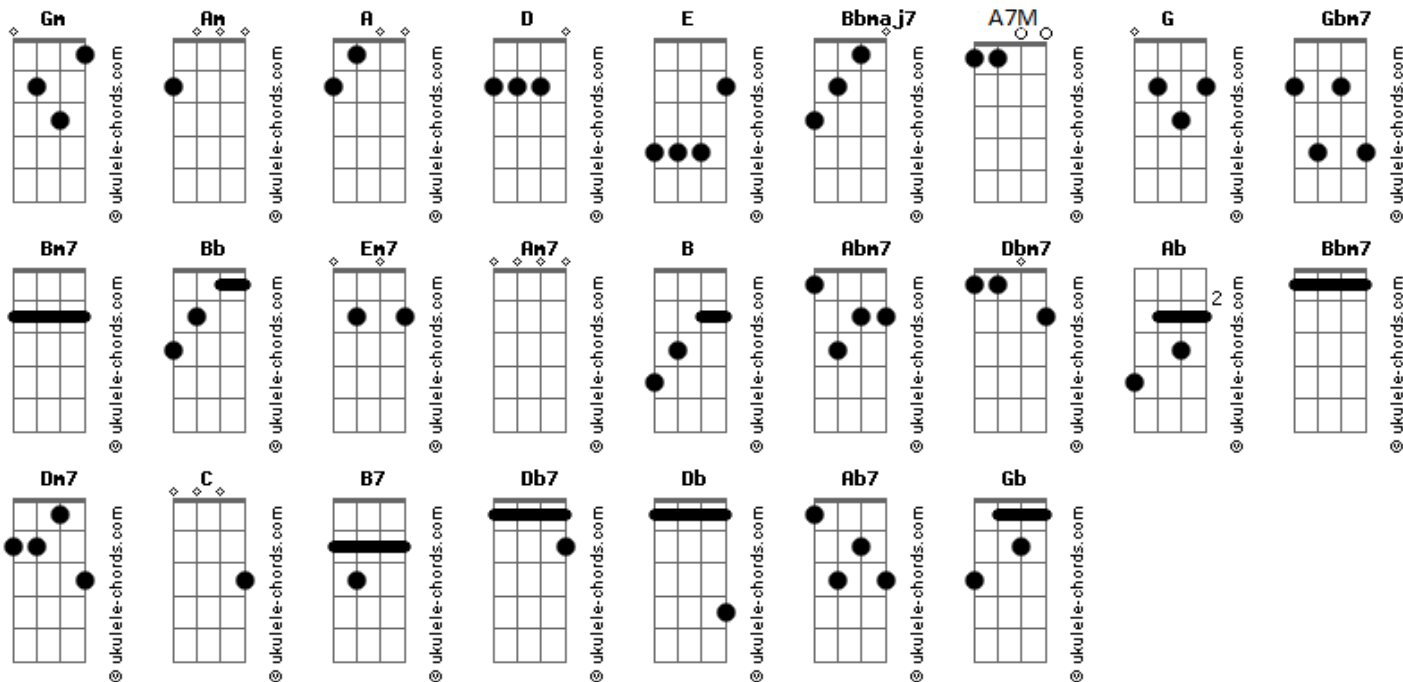 Gm Am A D E Bbmaj7 A7M G Gbm7
© ukulele-chords.com © ukulele-chords.com © ukulele-chords.com © ukulele-chords.com © ukulele-chords.com © ukulele-chords.com © ukulele-chords.com © ukulele-chords.com © ukulele-chords.com
Bm7 Bb Em7 Am7 B Abm7 Dbm7 Ab Bbm7
2
© ukulele-chords.com © ukulele-chords.com © ukulele-chords.com © ukulele-chords.com © ukulele-chords.com © ukulele-chords.com © ukulele-chords.com © ukulele-chords.com © ukulele-chords.com
Dm7 C B7 Db7 Db Ab7 Gb
© ukulele-chords.com © ukulele-chords.com © ukulele-chords.com © ukulele-chords.com © ukulele-chords.com © ukulele-chords.com © ukulele-chords.com